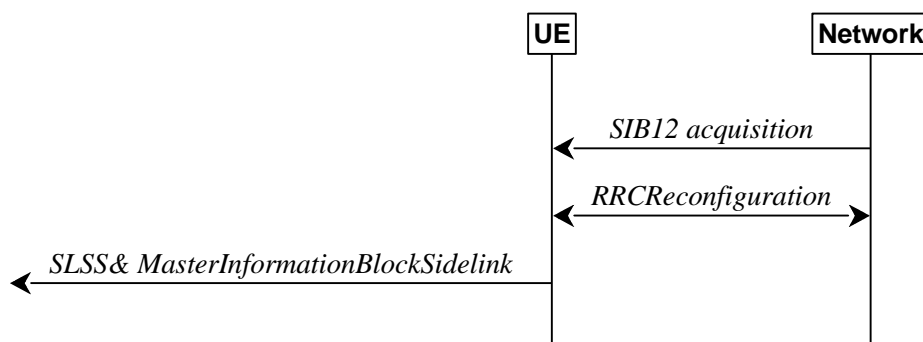 UE
Network
SIB12 acquisition
RRCReconfiguration
SLSS& MasterInformationBlockSidelink